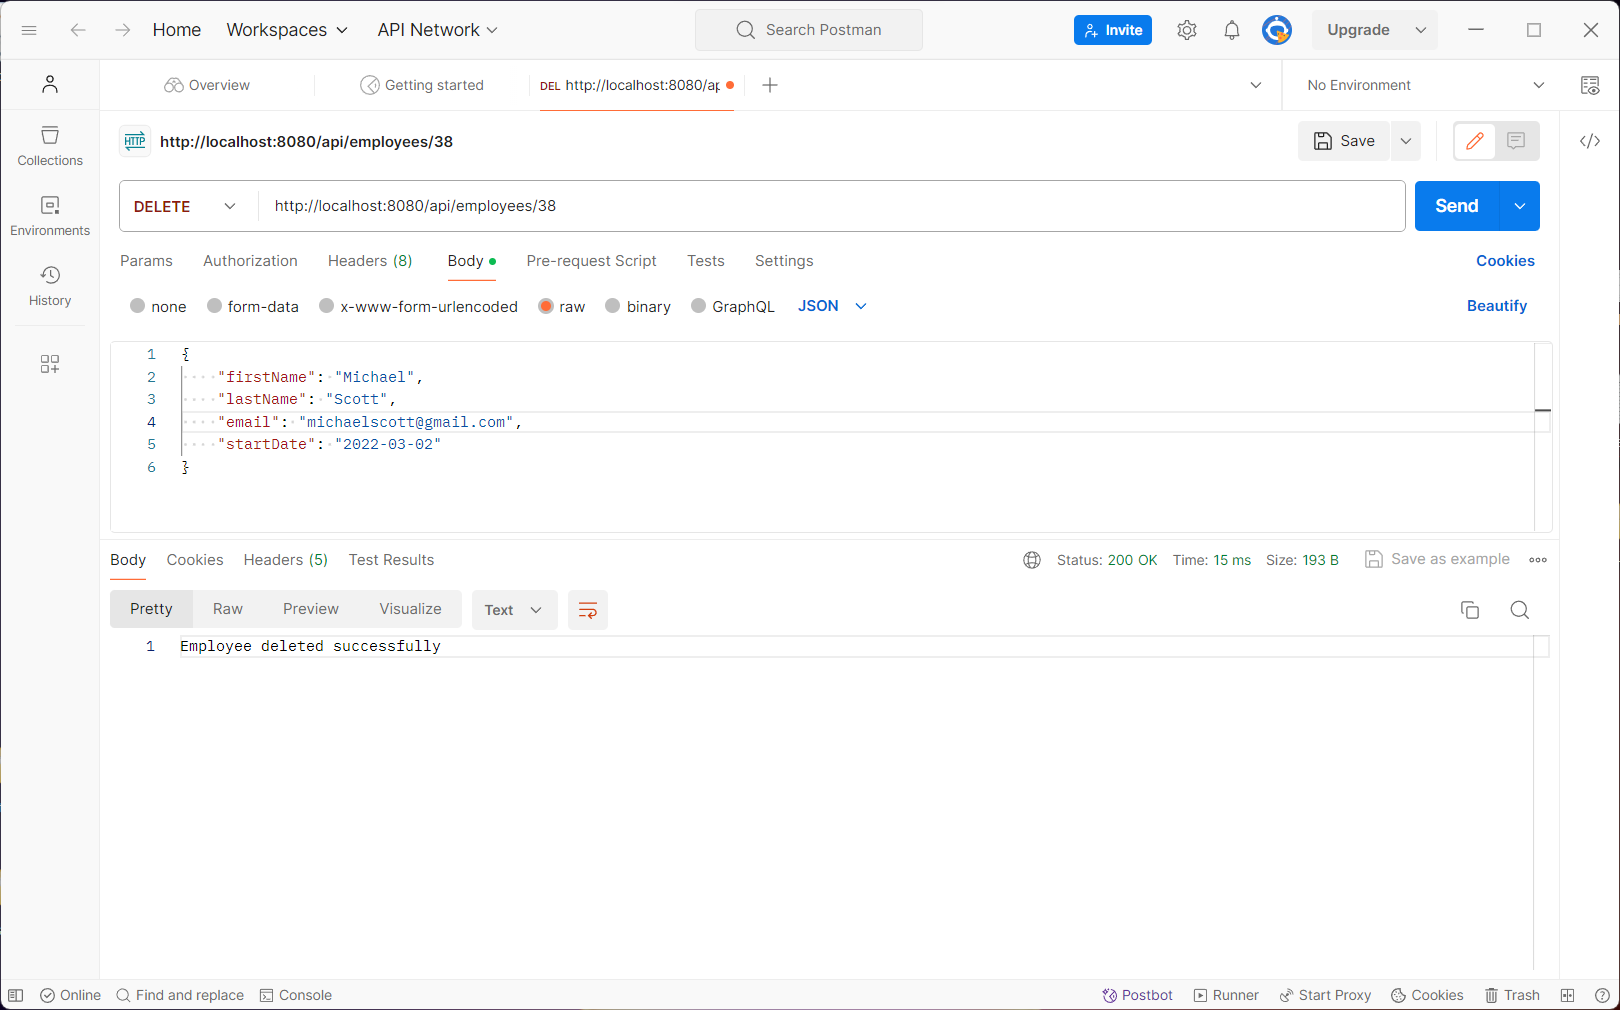 Home Workspaces API Network Search Postman Invite Upgrade
Overview Getting started DEL http://localhost:8080/ap No Environment
HTTP http://localhost:8080/api/employees/38 Save
Collections
Environments
History
DELETE http://localhost:8080/api/employees/38 Send
Params Authorization Headers (8) Body Pre-request Script Tests Settings Cookies
none form-data x-www-form-urlencoded raw binary GraphQL JSON Beautify
1 {
2 "firstName": "Michael",
3 "lastName": "Scott",
4 "email": "michaelscott@gmail.com",
5 "startDate": "2022-03-02"
6 }
Body Cookies Headers (5) Test Results Status: 200 OK Time: 15 ms Size: 193 B Save as example
Pretty Raw Preview Visualize Text
1 Employee deleted successfully
Online Find and replace Console Postbot Runner Start Proxy Cookies Trash